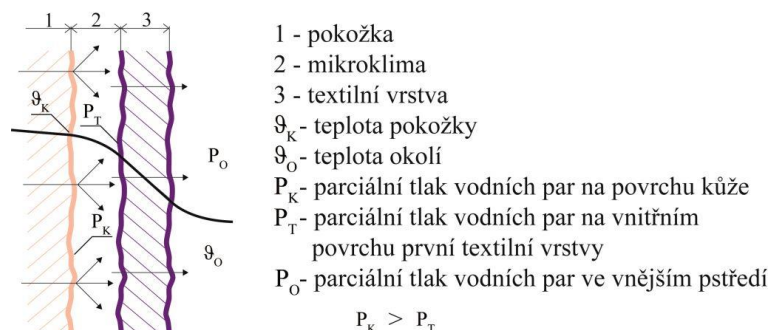 1 2 3
ϑK PT
PO
PK
ϑO
1 - pokožka
2 - mikroklima
3 - textilní vrstva
ϑK - teplota pokožky
ϑO - teplota okolí
PK - parciální tlak vodních par na povrchu kůže
PT - parciální tlak vodních par na vnitřním
povrchu první textilní vrstvy
PO - parciální tlak vodních par ve vnějším pstředí
PK > PT